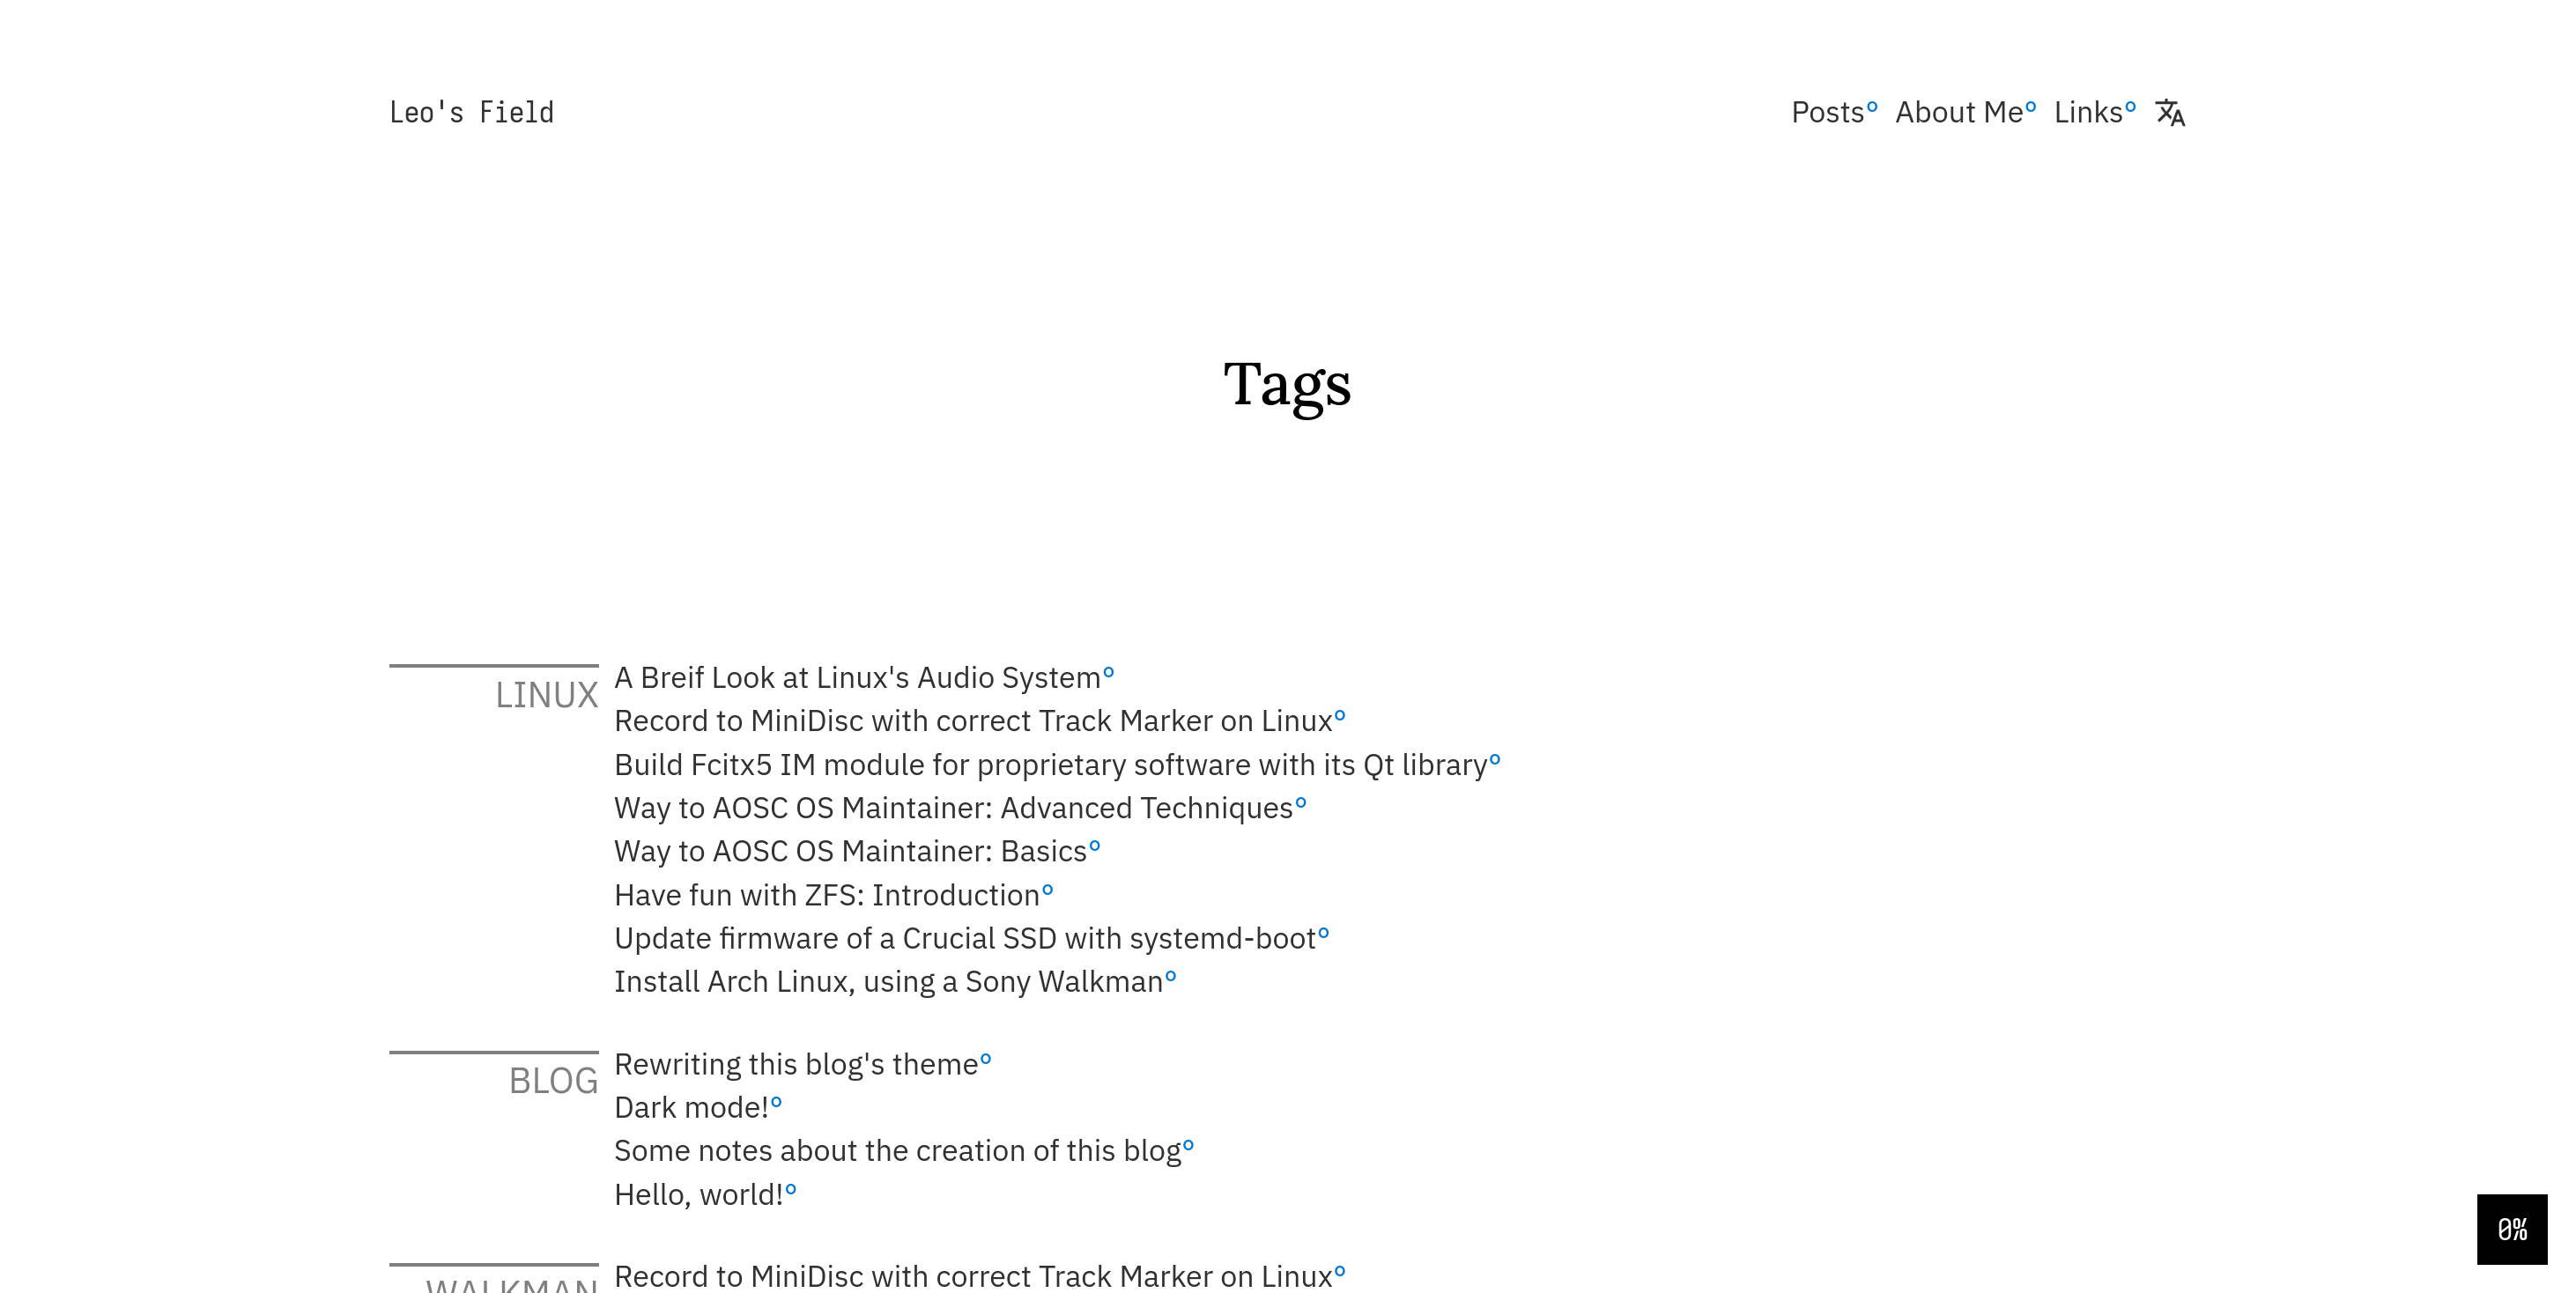 Leo's Field
Posts° About Me° Links°
Tags
LINUX
A Breif Look at Linux's Audio System°
Record to MiniDisc with correct Track Marker on Linux°
Build Fcitx5 IM module for proprietary software with its Qt library°
Way to AOSC OS Maintainer: Advanced Techniques°
Way to AOSC OS Maintainer: Basics°
Have fun with ZFS: Introduction°
Update firmware of a Crucial SSD with systemd-boot°
Install Arch Linux, using a Sony Walkman°
BLOG
Rewriting this blog's theme°
Dark mode!°
Some notes about the creation of this blog°
Hello, world!°
WALKMAN
Record to MiniDisc with correct Track Marker on Linux°
0%